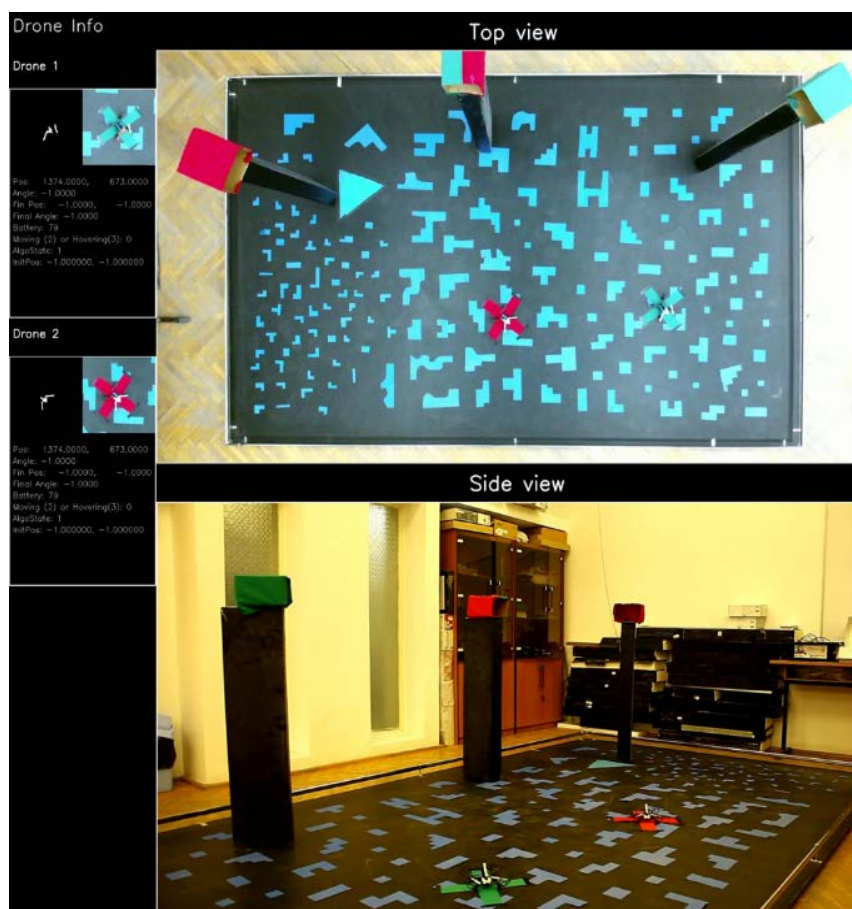 Drone Info
Top view
Drone 1
Pos: 1374.0000, 673.0000
Angle: -1.0000
Fin Pos: -1.0000, -1.0000
Final Angle: -1.0000
Battery: 79
Moving (2) or Hovering(3): 0
AlgoState: 1
InitPos: -1.000000, -1.000000
Drone 2
Pos: 1374.0000, 673.0000
Angle: -1.0000
Fin Pos: -1.0000, -1.0000
Final Angle: -1.0000
Battery: 79
Moving (2) or Hovering(3): 0
AlgoState: 1
InitPos: -1.000000, -1.000000
Side view